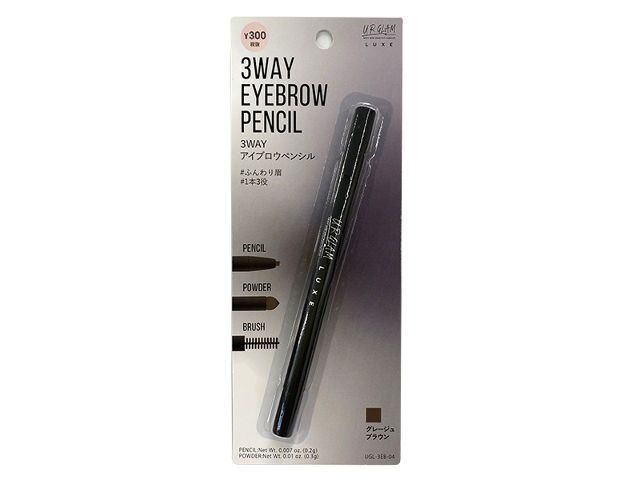 ¥300
税抜
U R GLAM
LUXE
3WAY
EYEBROW
PENCIL
3WAY
アイブロウペンシル
#ふんわり眉
#1本3役
PENCIL
POWDER
BRUSH
U R GLAM
LUXE
グレージュ
ブラウン
PENCIL:Net Wt. 0.007 oz. (0.2g)
POWDER:Net Wt. 0.01 oz. (0.3g)
UGL-3EB-04